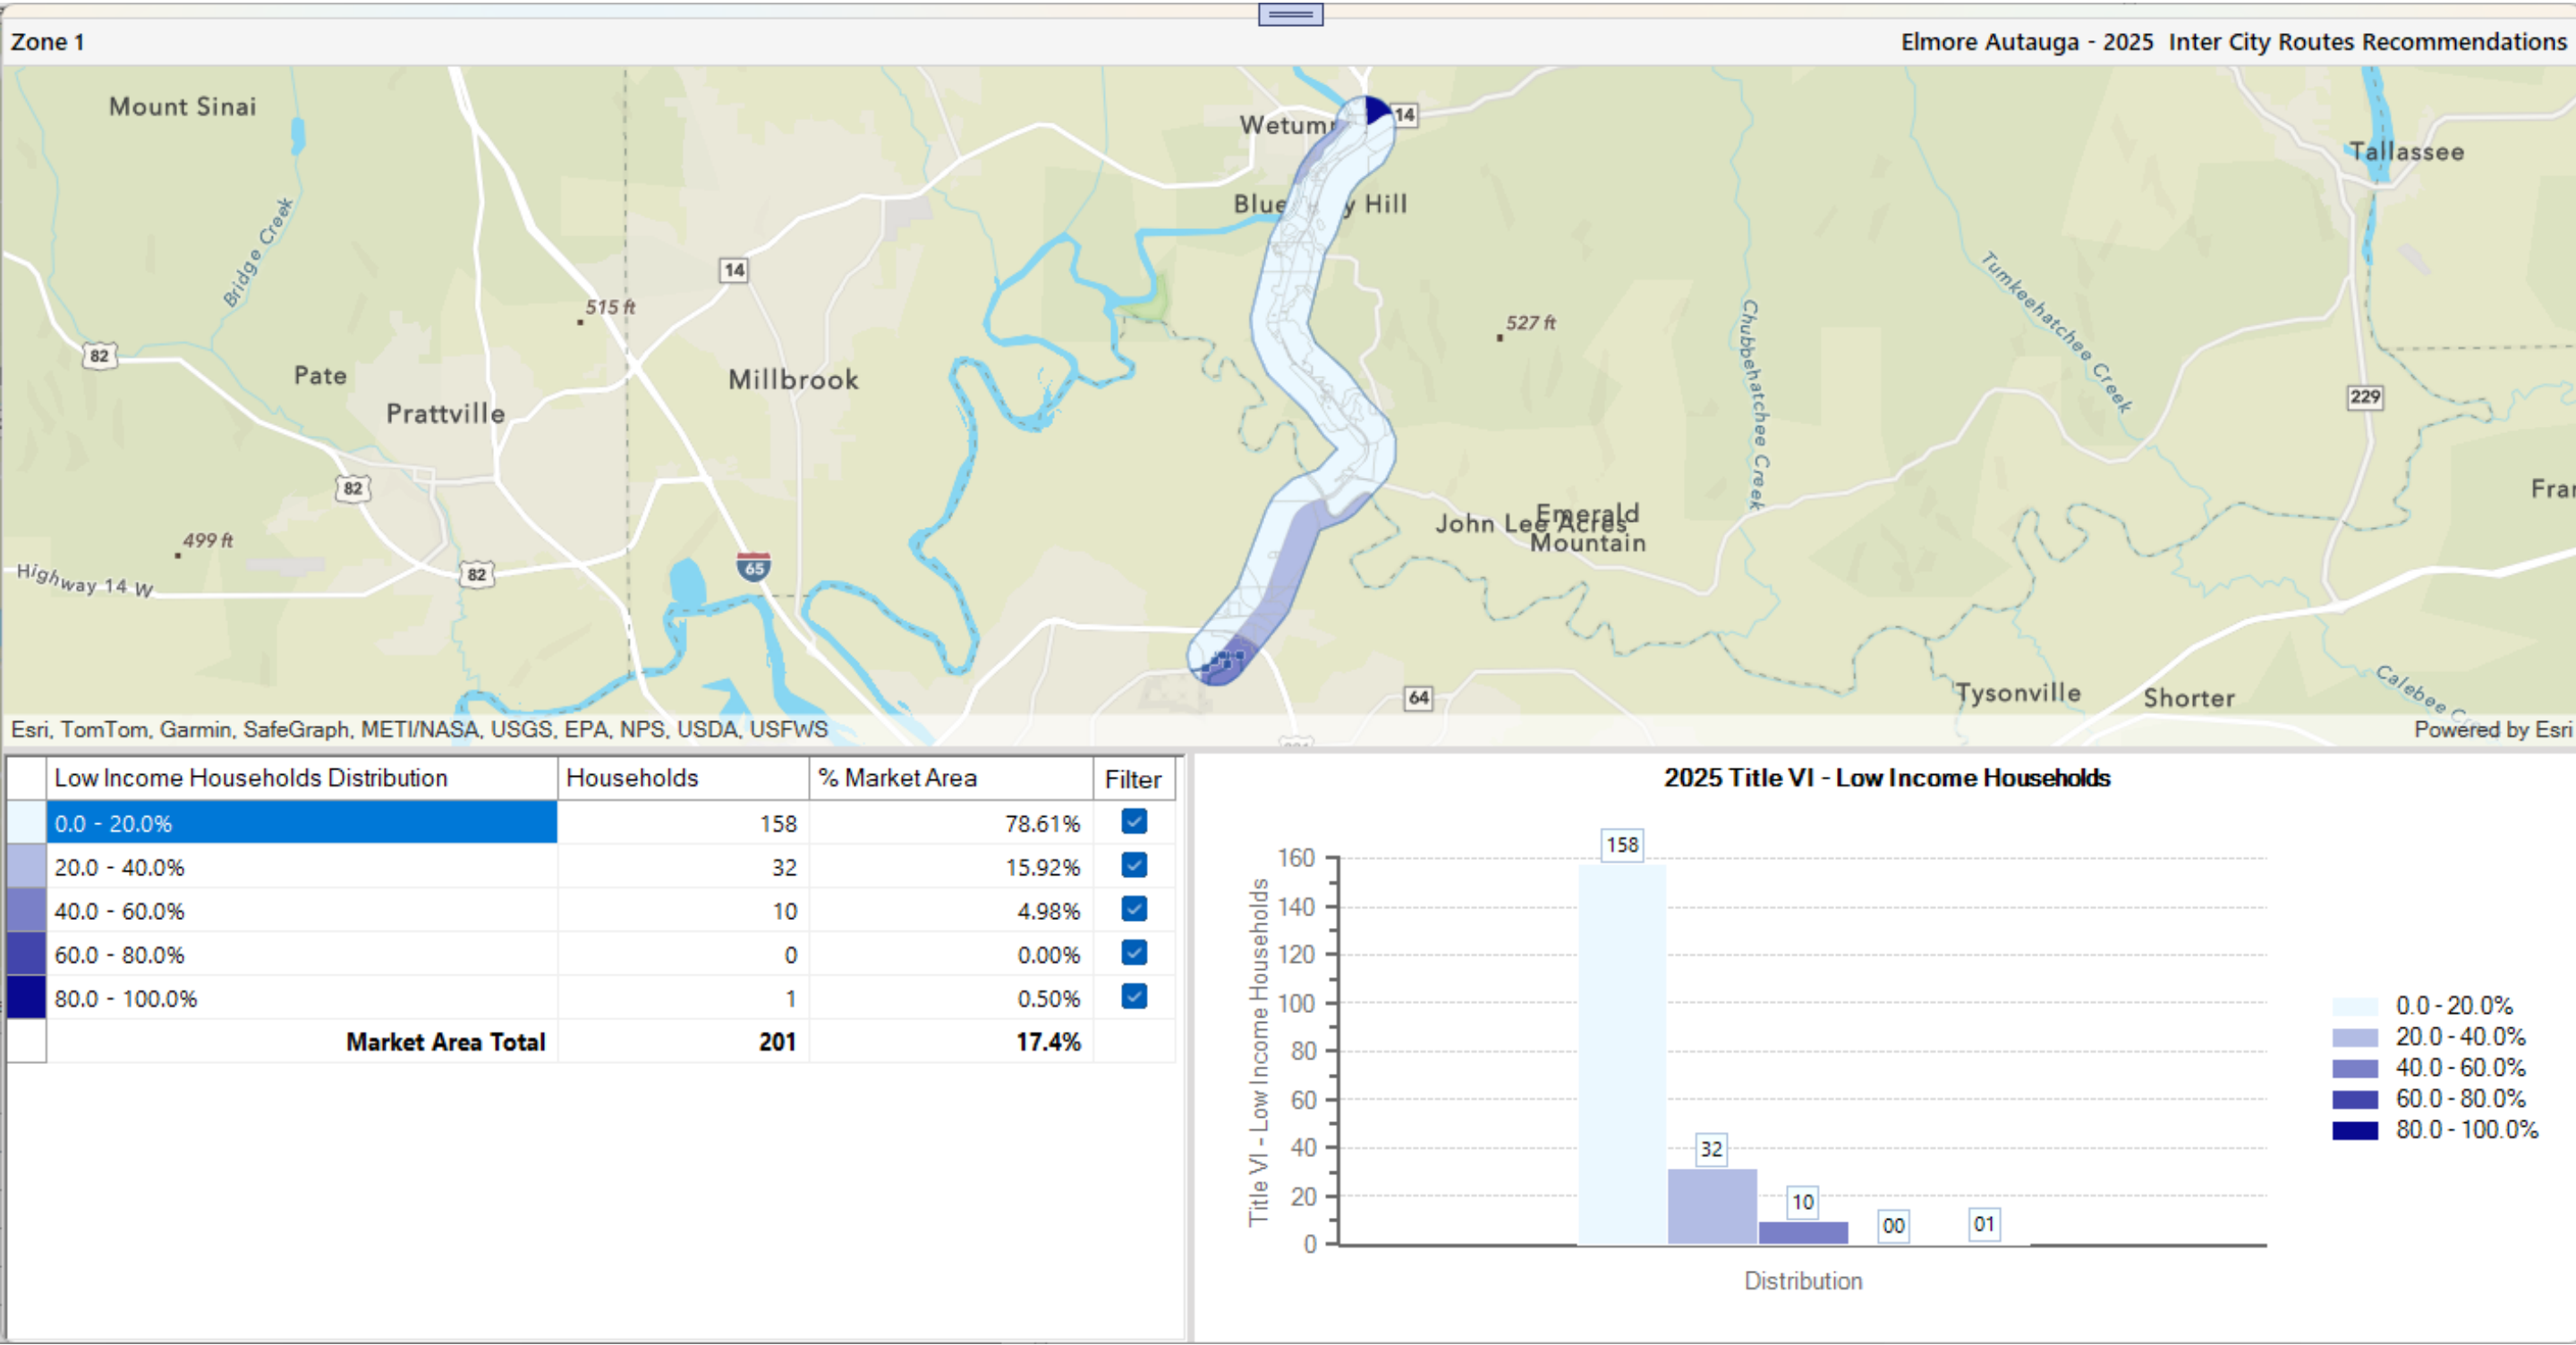 Zone 1
Elmore Autauga - 2025 Inter City Routes Recommendations
Mount Sinai
14
Tallassee
Bridge Creek
Hill
14
Tumkeehatchee Creek
515 ft
527 ft
Chubbehatchee Creek
82
Pate
Millbrook
Prattville
229
82
499 ft
John Lee Acres
Emerald
Mountain
65
82
Highway 14 W
64
Tysonville
Shorter
Calebee
Esri, TomTom, Garmin, SafeGraph, METI/NASA, USGS, EPA, NPS, USDA, USFWS
Powered by Esri
Low Income Households Distribution Households % Market Area Filter
0.0 - 20.0% 158 78.61%
20.0 - 40.0% 32 15.92%
40.0 - 60.0% 10 4.98%
60.0 - 80.0% 0 0.00%
80.0 - 100.0% 1 0.50%
Market Area Total 201 17.4%
2025 Title VI - Low Income Households
Title VI - Low Income Households
160
140
120
100
80
60
40
20
0
158
32
10
00
01
Distribution
0.0 - 20.0%
20.0 - 40.0%
40.0 - 60.0%
60.0 - 80.0%
80.0 - 100.0%